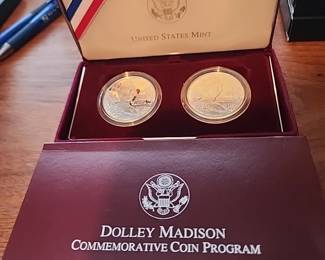 UNITED STATES MINT
DOLLEY MADISON
COMMEMORATIVE COIN PROGRAM